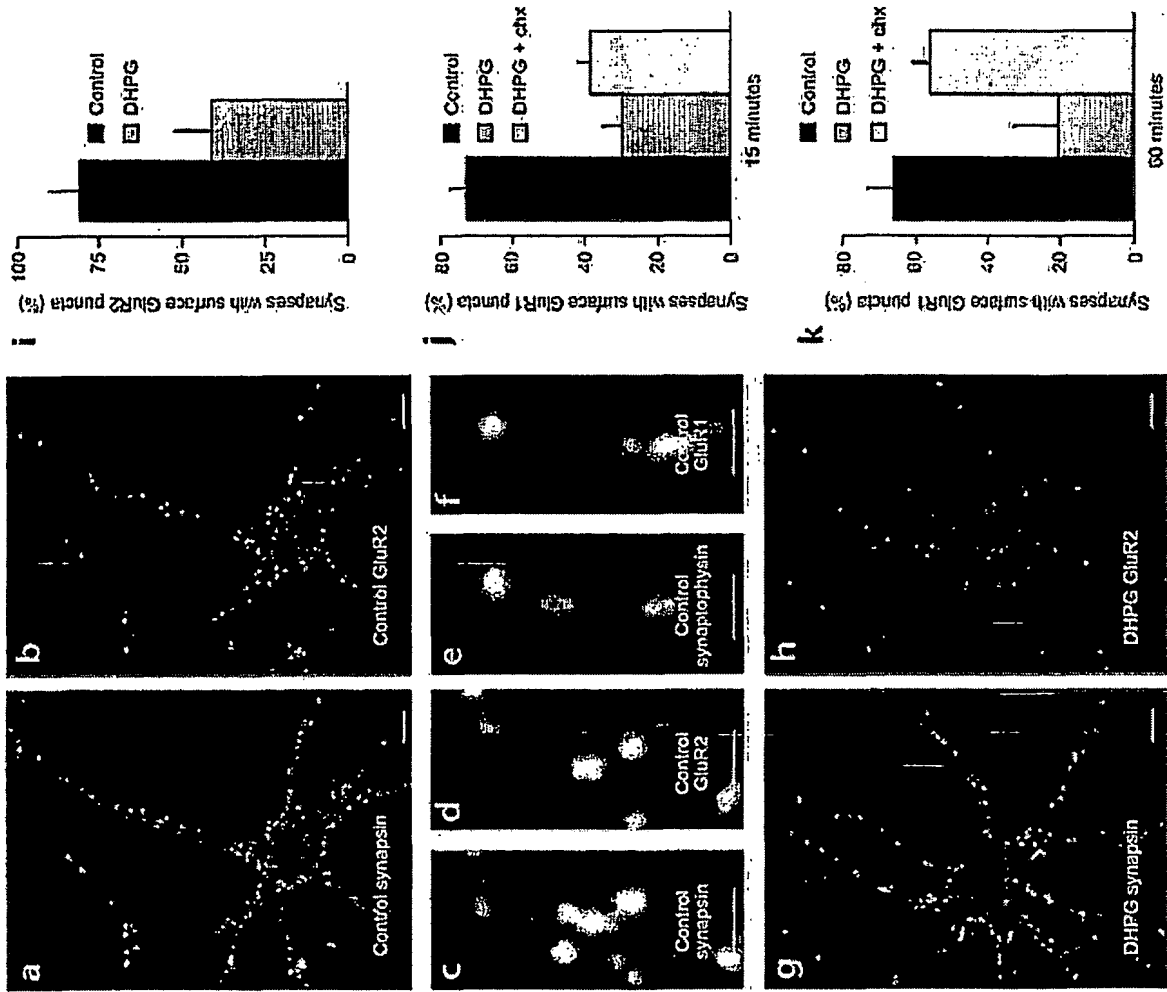 a
Control synapsin
b
Control GluR2
c
Control
synapsin
d
Control
GluR2
e
Control
synaptophysin
f
Control
GluR1
g
DHPG synapsin
h
DHPG GluR2
i
Synapses with surface GluR2 puncta (%)
100
75
50
25
0
Control
DHPG
j
Synapses with surface GluR1 puncta (%)
80
60
40
20
0
Control
DHPG
DHPG + chx
15 minutes
k
Synapses with surface GluR1 puncta (%)
80
60
40
20
0
Control
DHPG
DHPG + chx
60 minutes